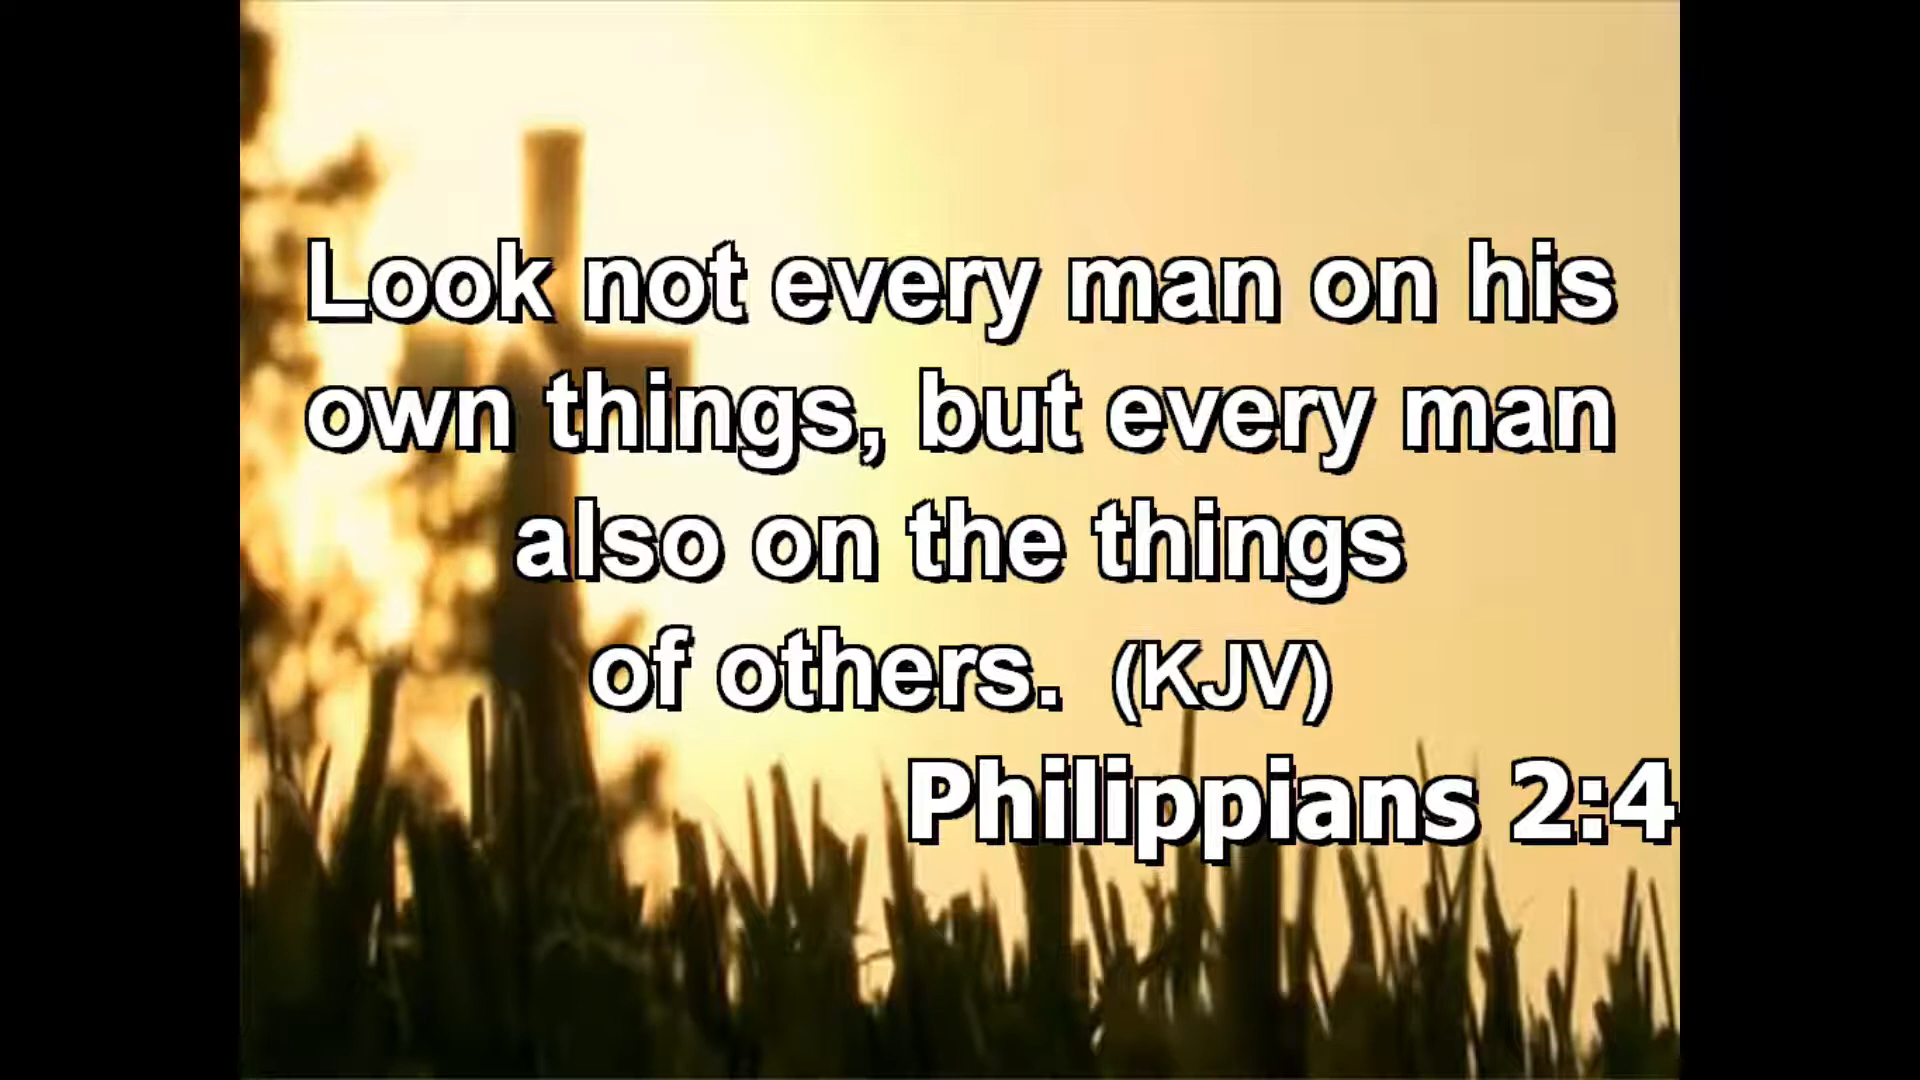 Look not every man on his
own things, but every man
also on the things
of others. (KJV)
Philippians 2:4